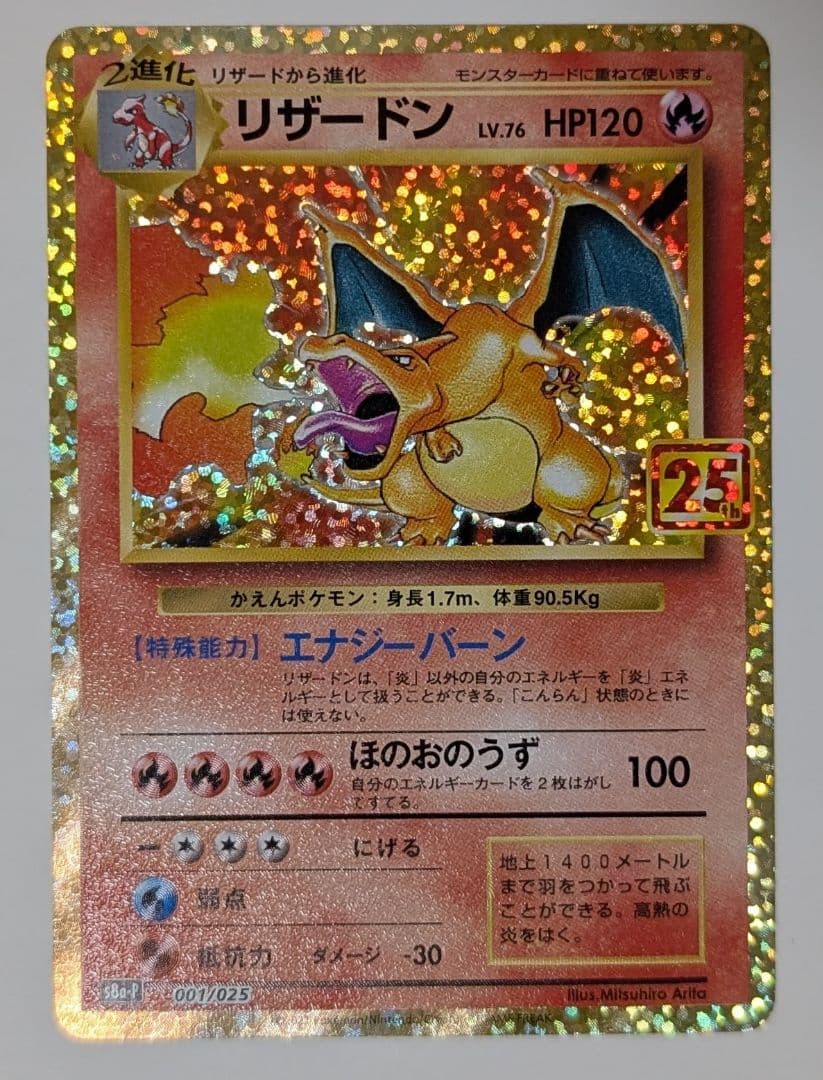 2進化 リザードから進化 モンスターカードに重ねて使います。
リザードン LV.76 HP120
25th
かえんポケモン：身長1.7m、体重90.5Kg
【特殊能力】 エナジーバーン
リザードンは、「炎」以外の自分のエネルギーを「炎」エネ
ルギーとして扱うことができる。「こんらん」状態のときに
は使えない。
ほのおのうず 100
自分のエネルギーカードを2枚はがし
てすてる。
ー にげる
弱点
抵抗力 ダメージ -30
地上1400メートル
まで羽をつかって飛ぶ
ことができる。高熱の
炎をはく。
s8a-P 001/025 Illus.Mitsuhiro Arita
Pokémon/Nintendo/ GAME FREAK